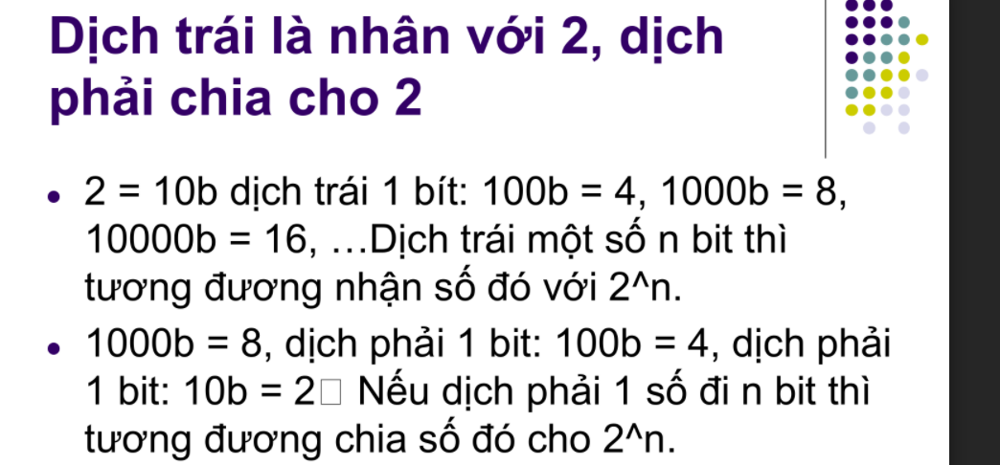 Dịch trái là nhân với 2, dịch
phải chia cho 2
• 2 = 10b dịch trái 1 bít: 100b = 4, 1000b = 8,
10000b = 16, …Dịch trái một số n bit thì
tương đương nhận số đó với 2^n.
• 1000b = 8, dịch phải 1 bit: 100b = 4, dịch phải
1 bit: 10b = 2□ Nếu dịch phải 1 số đi n bit thì
tương đương chia số đó cho 2^n.